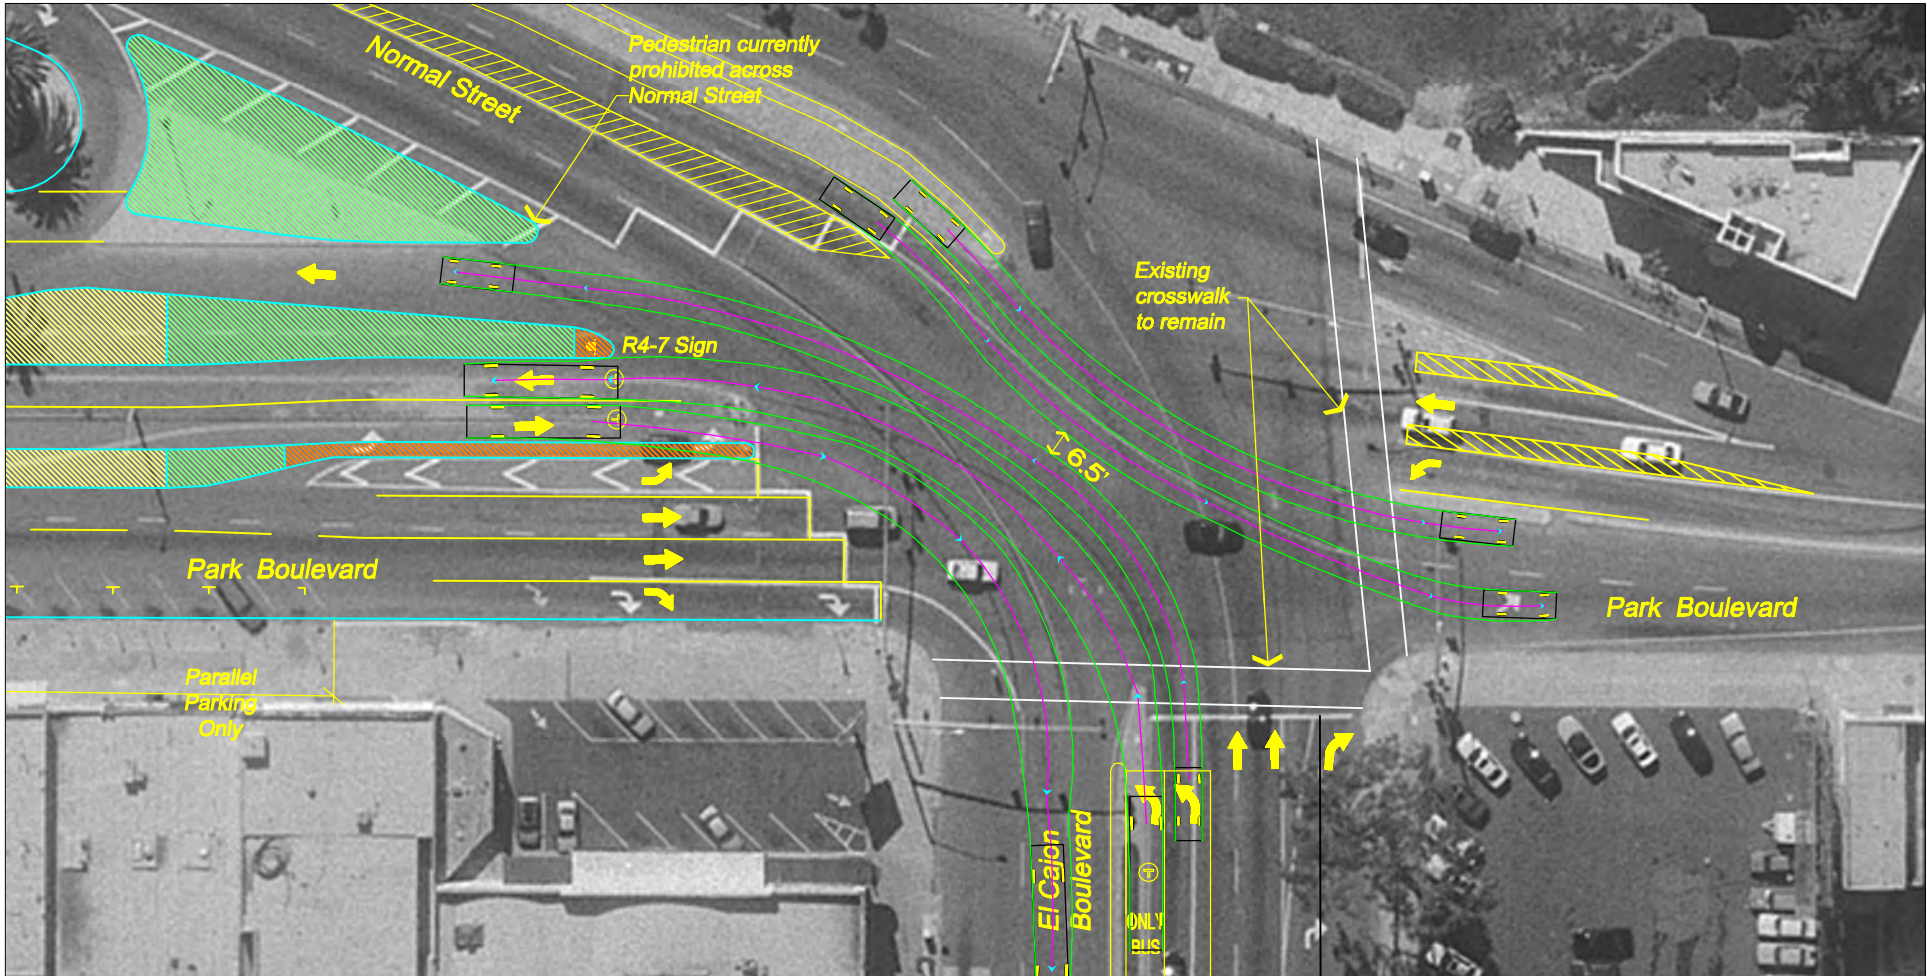 Normal Street
Pedestrian currently
prohibited across
Normal Street
Existing
crosswalk
to remain
R4-7 Sign
6.5'
Park Boulevard
Park Boulevard
Parallel
Parking
Only
El Cajon
Boulevard
ONLY
BUS